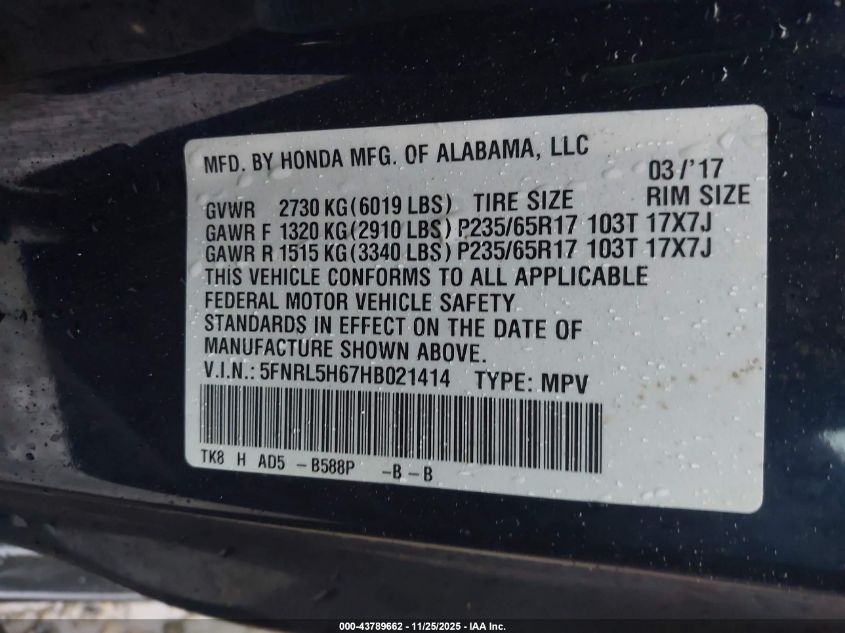 MFD. BY HONDA MFG. OF ALABAMA, LLC
03/'17
GVWR 2730 KG(6019 LBS) TIRE SIZE RIM SIZE
GAWR F 1320 KG(2910 LBS) P235/65R17 103T 17X7J
GAWR R 1515 KG(3340 LBS) P235/65R17 103T 17X7J
THIS VEHICLE CONFORMS TO ALL APPLICABLE
FEDERAL MOTOR VEHICLE SAFETY
STANDARDS IN EFFECT ON THE DATE OF
MANUFACTURE SHOWN ABOVE.
V.I.N.: 5FNRL5H67HB021414 TYPE: MPV
TK8 H AD5 -B588P -B-B
000-43789662 - 11/25/2025 - IAA Inc.